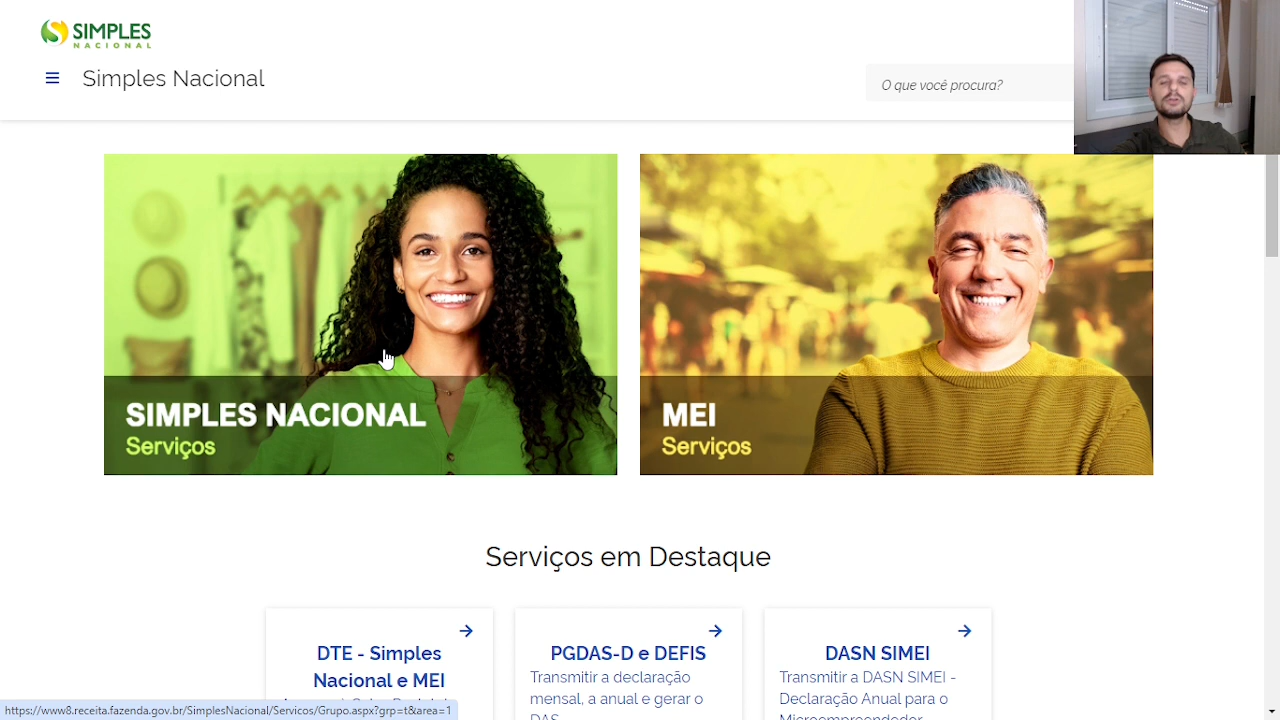 SIMPLES
NACIONAL
Simples Nacional
O que você procura?
SIMPLES NACIONAL
Serviços
MEI
Serviços
Serviços em Destaque
DTE - Simples
Nacional e MEI
PGDAS-D e DEFIS
Transmitir a declaração
mensal, a anual e gerar o
DAS
DASN SIMEI
Transmitir a DASN SIMEI -
Declaração Anual para o
Microempreendedor
https://www8.receita.fazenda.gov.br/SimplesNacional/Servicos/Grupo.aspx?grp=t&area=1